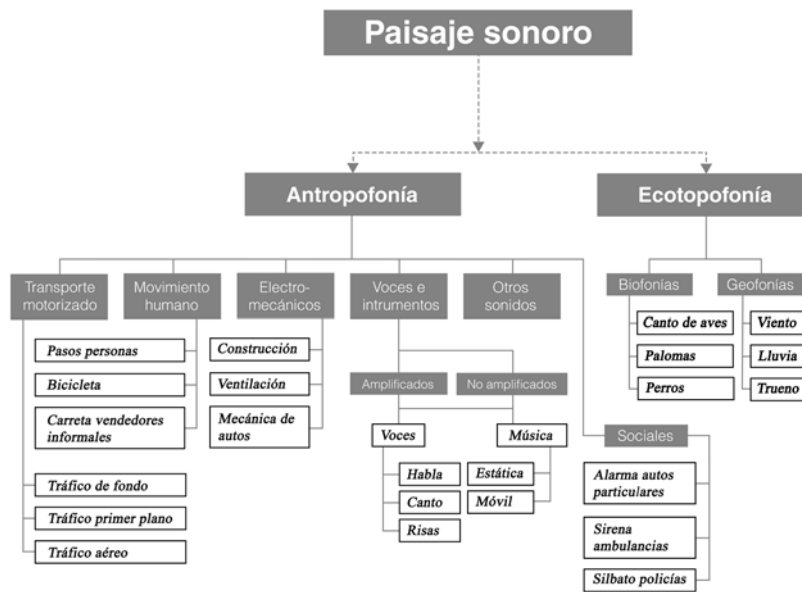 Paisaje sonoro
Antropofonía
Ecotopofonía
Transporte
motorizado
Movimiento
humano
Electro-
mecánicos
Voces e
intrumentos
Otros
sonidos
Biofonías
Geofonías
Pasos personas
Bicicleta
Carreta vendedores
informales
Tráfico de fondo
Tráfico primer plano
Tráfico aéreo
Construcción
Ventilación
Mecánica de
autos
Amplificados
No amplificados
Voces
Música
Habla
Canto
Risas
Estática
Móvil
Sociales
Alarma autos
particulares
Sirena
ambulancias
Silbato policías
Canto de aves
Palomas
Perros
Viento
Lluvia
Trueno